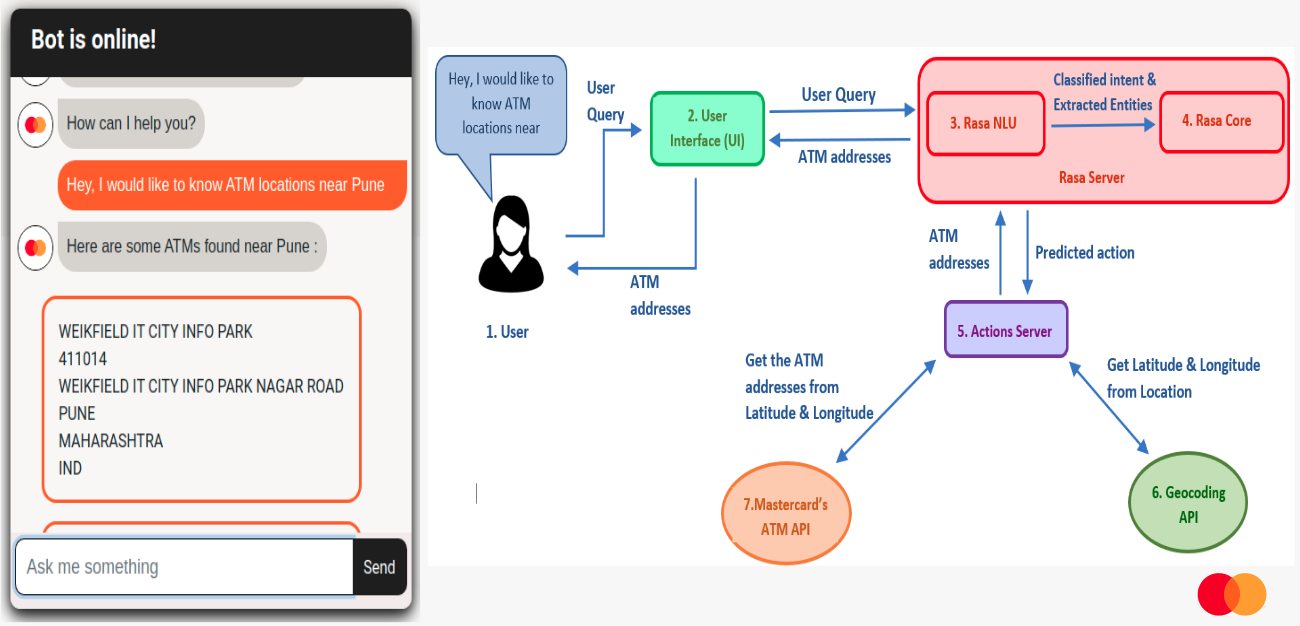 Bot is online!
How can I help you?
Hey, I would like to know ATM locations near Pune
Here are some ATMs found near Pune :
WEIKFIELD IT CITY INFO PARK
411014
WEIKFIELD IT CITY INFO PARK NAGAR ROAD
PUNE
MAHARASHTRA
IND
Ask me something
Send
Hey, I would like to
know ATM
locations near
1. User
User
Query
ATM
addresses
2. User
Interface (UI)
User Query
ATM addresses
3. Rasa NLU
Classified intent &
Extracted Entities
4. Rasa Core
Rasa Server
ATM
addresses
Predicted action
5. Actions Server
Get the ATM
addresses from
Latitude & Longitude
Get Latitude & Longitude
from Location
7.Mastercard's
ATM API
6. Geocoding
API